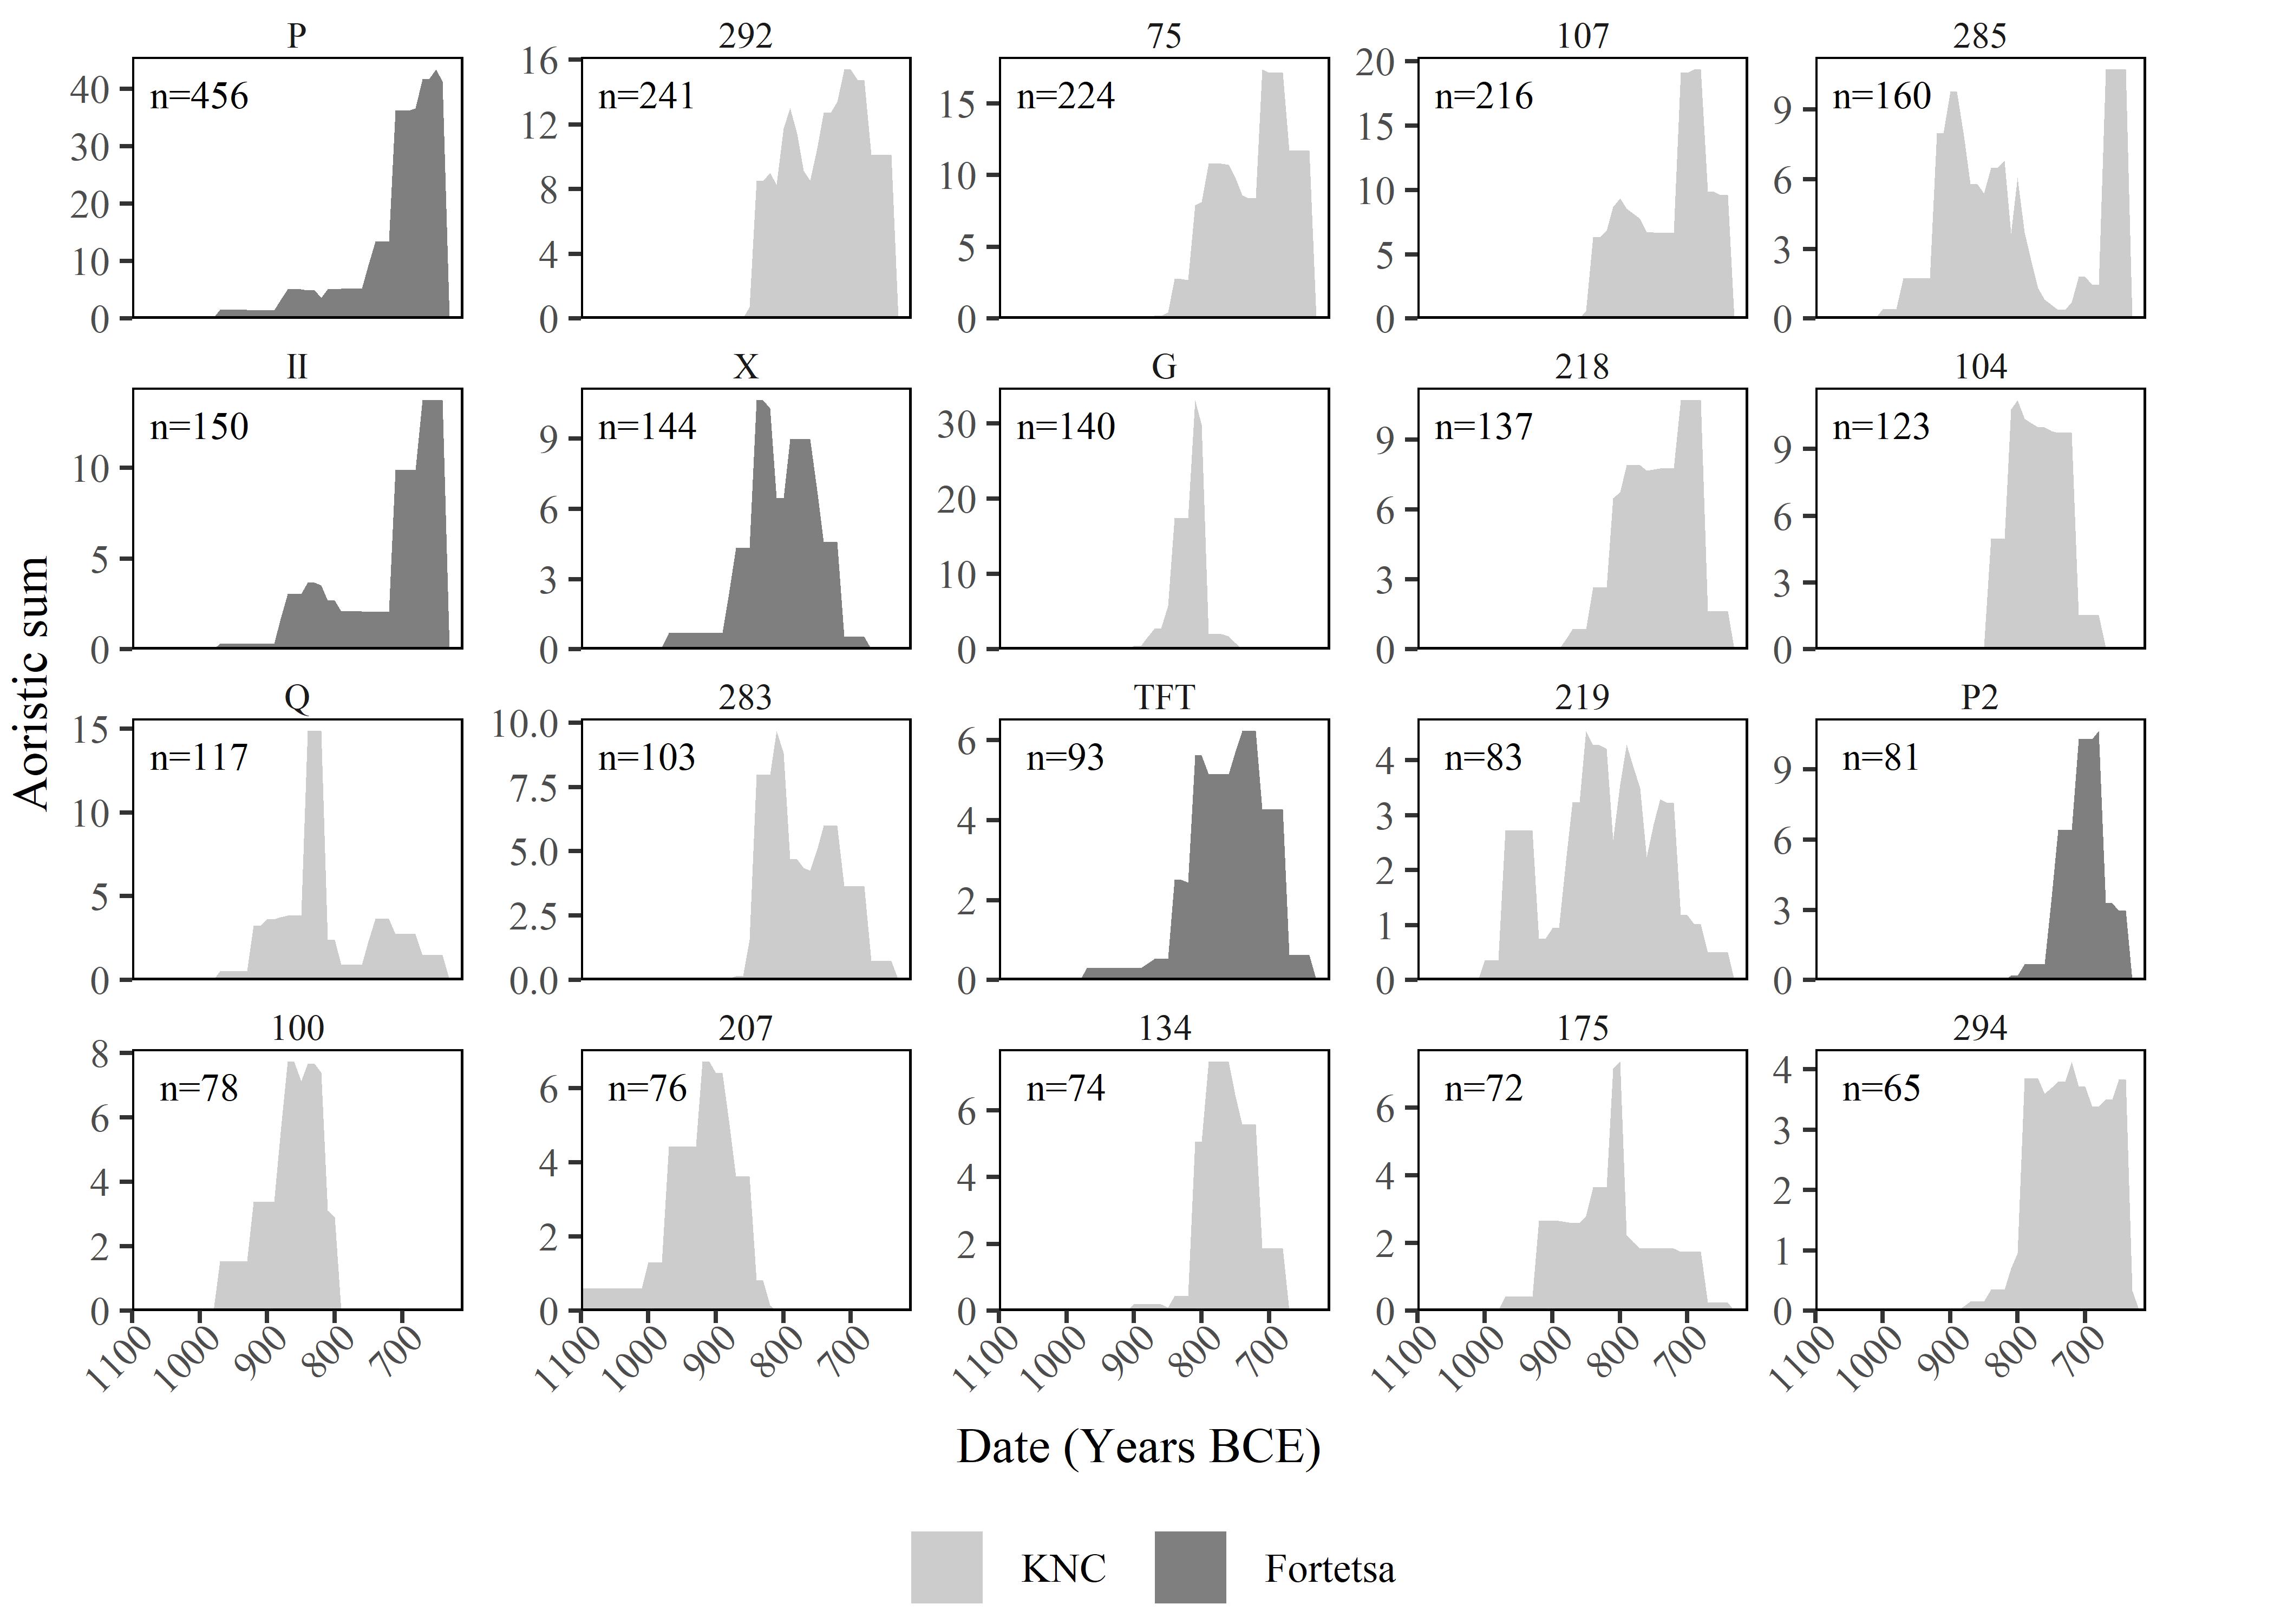 P 292 75 107 285
40 30 20 10 0
n=456
16 12 8 4 0
n=241
15 10 5 0
n=224
20 15 10 5 0
n=216
9 6 3 0
n=160
II X G 218 104
10 5 0
n=150
9 6 3 0
n=144
30 20 10 0
n=140
9 6 3 0
n=137
9 6 3 0
n=123
Aoristic sum
Q 283 TFT 219 P2
15 10 5 0
n=117
10.0 7.5 5.0 2.5 0.0
n=103
6 4 2 0
n=93
4 3 2 1 0
n=83
9 6 3 0
n=81
100 207 134 175 294
8 6 4 2 0
n=78
6 4 2 0
n=76
6 4 2 0
n=74
6 4 2 0
n=72
4 3 2 1 0
n=65
1100 1000 900 800 700
1100 1000 900 800 700
1100 1000 900 800 700
1100 1000 900 800 700
1100 1000 900 800 700
Date (Years BCE)
KNC Fortetsa